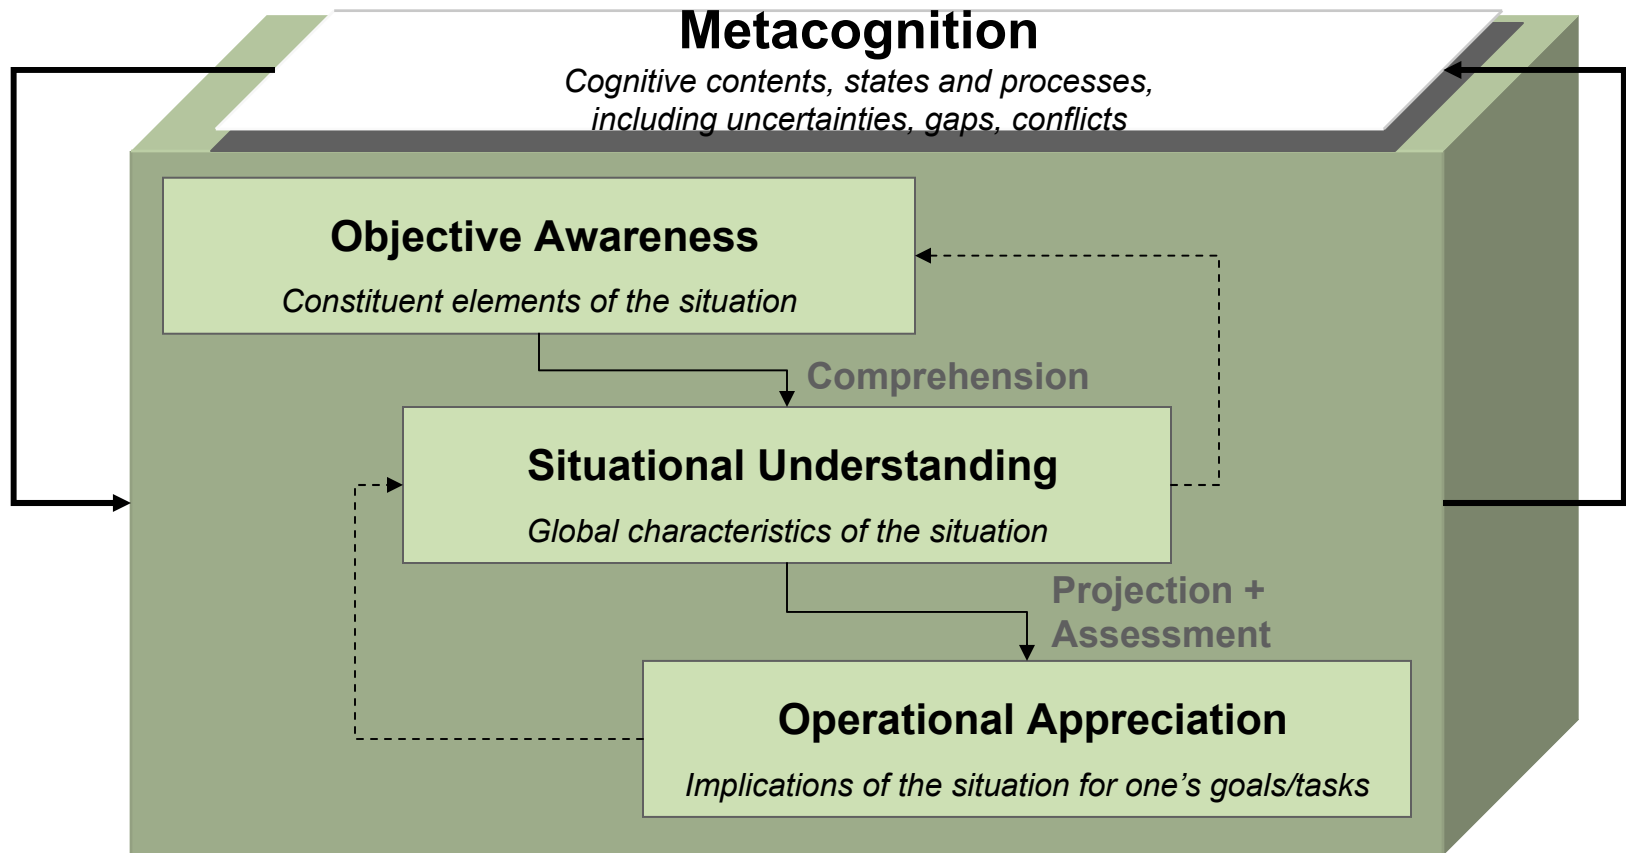 Metacognition
Cognitive contents, states and processes,
including uncertainties, gaps, conflicts
Objective Awareness
Constituent elements of the situation
Comprehension
Situational Understanding
Global characteristics of the situation
Projection +
Assessment
Operational Appreciation
Implications of the situation for one’s goals/tasks